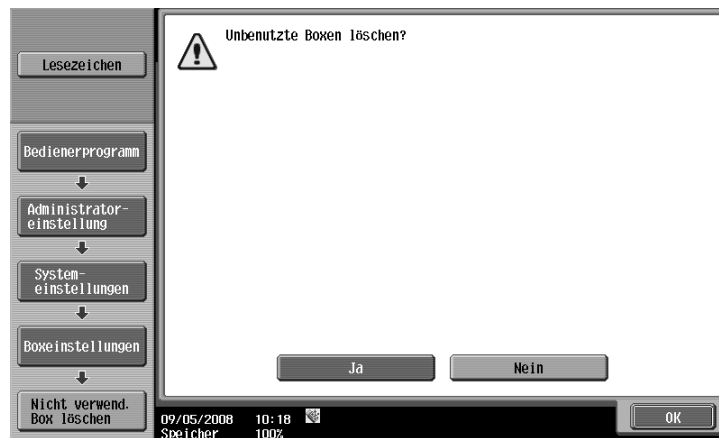 Lesezeichen
Bedienerprogramm
Administrator-
einstellung
System-
einstellungen
Boxeinstellungen
Nicht verwend.
Box löschen
Unbenutzte Boxen löschen?
Ja
Nein
09/05/2008 10:18
Speicher 100%
OK